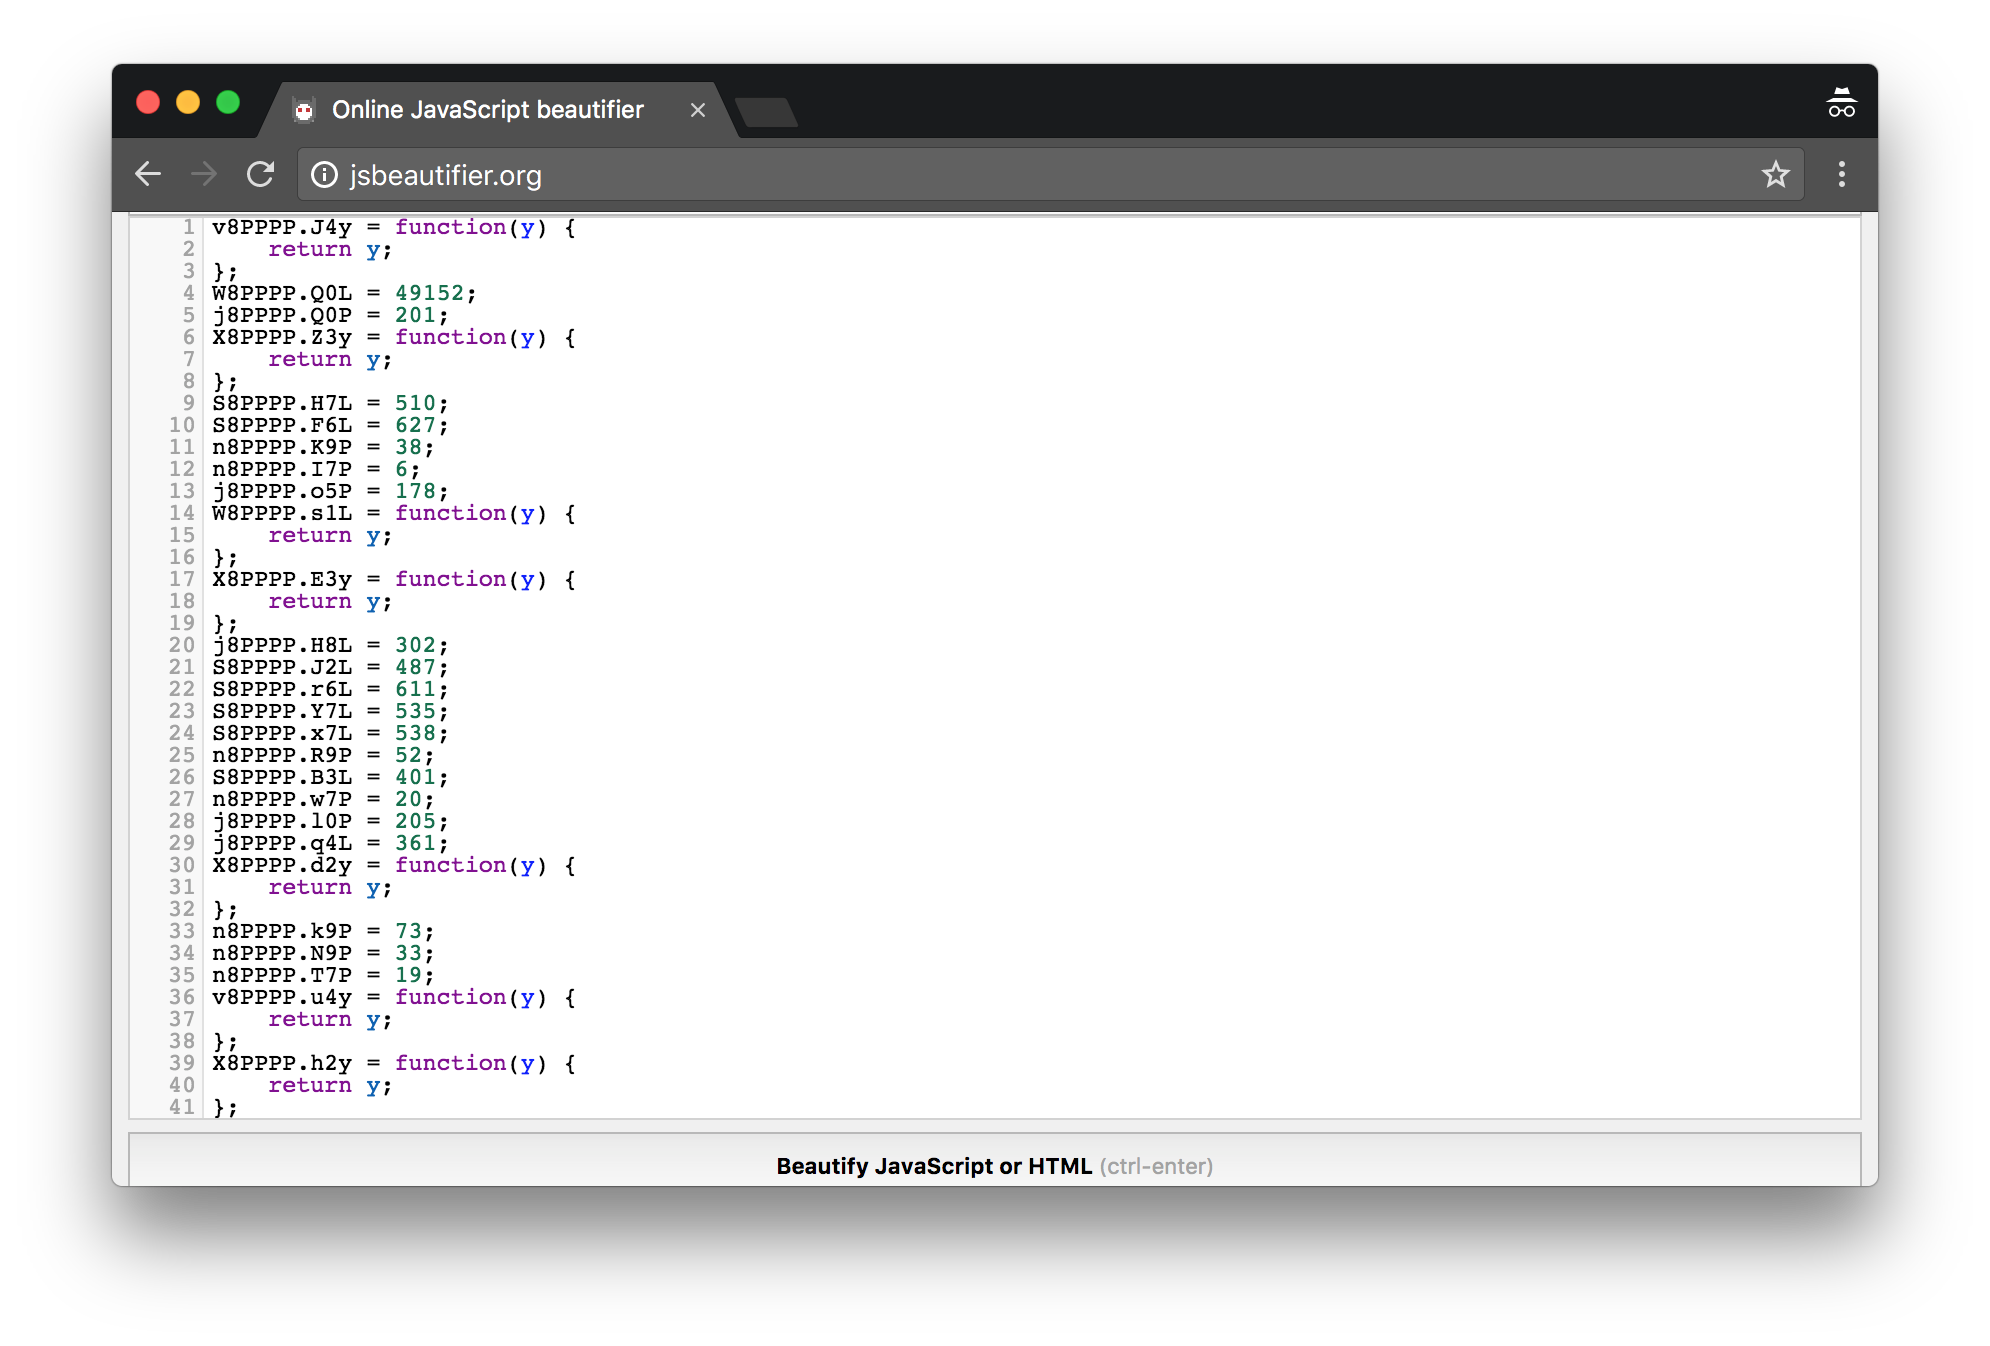 Online JavaScript beautifier
jsbeautifier.org
1 v8PPPP.J4y = function(y) {
2     return y;
3 };
4 W8PPPP.Q0L = 49152;
5 j8PPPP.Q0P = 201;
6 X8PPPP.Z3y = function(y) {
7     return y;
8 };
9 S8PPPP.H7L = 510;
10 S8PPPP.F6L = 627;
11 n8PPPP.K9P = 38;
12 n8PPPP.I7P = 6;
13 j8PPPP.o5P = 178;
14 W8PPPP.s1L = function(y) {
15     return y;
16 };
17 X8PPPP.E3y = function(y) {
18     return y;
19 };
20 j8PPPP.H8L = 302;
21 S8PPPP.J2L = 487;
22 S8PPPP.r6L = 611;
23 S8PPPP.Y7L = 535;
24 S8PPPP.x7L = 538;
25 n8PPPP.R9P = 52;
26 S8PPPP.B3L = 401;
27 n8PPPP.w7P = 20;
28 j8PPPP.l0P = 205;
29 j8PPPP.q4L = 361;
30 X8PPPP.d2y = function(y) {
31     return y;
32 };
33 n8PPPP.k9P = 73;
34 n8PPPP.N9P = 33;
35 n8PPPP.T7P = 19;
36 v8PPPP.u4y = function(y) {
37     return y;
38 };
39 X8PPPP.h2y = function(y) {
40     return y;
41 };
Beautify JavaScript or HTML (ctrl-enter)